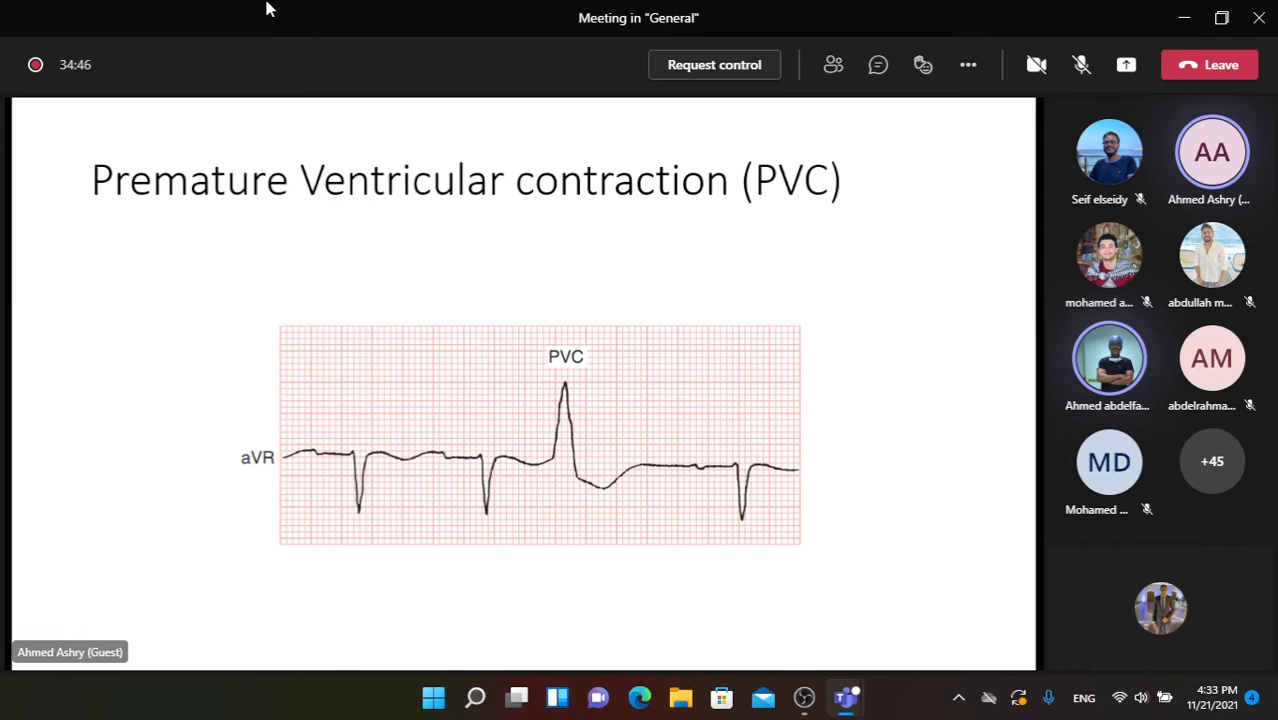 Meeting in "General"
34:46
Request control
Leave
Premature Ventricular contraction (PVC)
PVC
aVR
AA
Seif elseidy
Ahmed Ashry (...
mohamed a...
abdullah m...
AM
Ahmed abdelfa...
abdelrahma...
MD
+45
Mohamed ...
Ahmed Ashry (Guest)
ENG
4:33 PM
11/21/2021
4